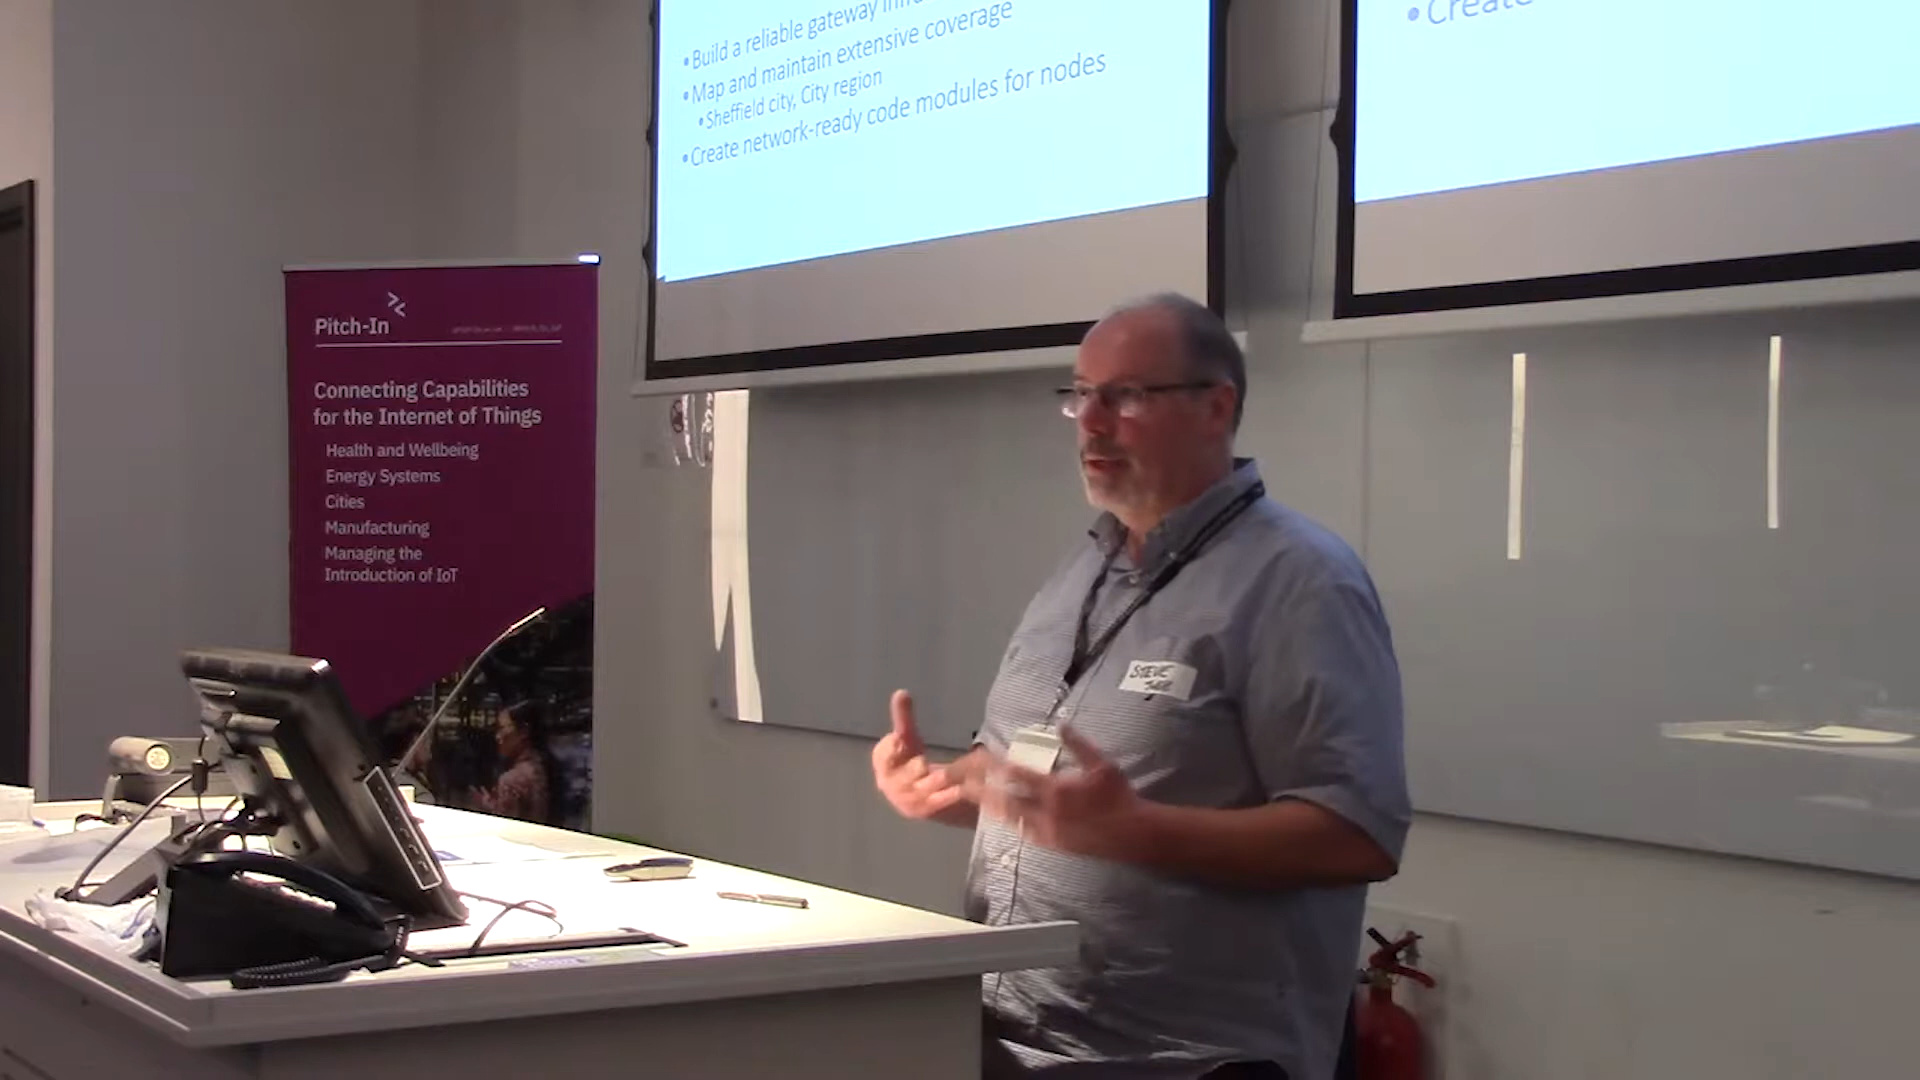 • Build a reliable gateway
• Map and maintain extensive coverage
• Sheffield city, City region
• Create network-ready code modules for nodes
• Create
Pitch-In
Connecting Capabilities
for the Internet of Things
Health and Wellbeing
Energy Systems
Cities
Manufacturing
Managing the
Introduction of IoT
STEVE